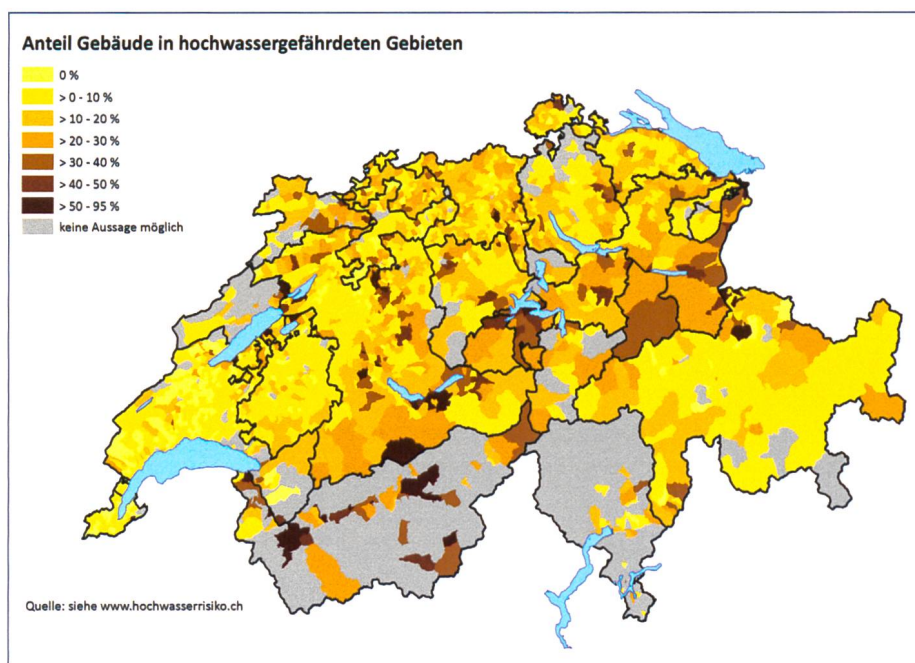 Anteil Gebäude in hochwassergefährdeten Gebieten
0 %
> 0 - 10 %
> 10 - 20 %
> 20 - 30 %
> 30 - 40 %
> 40 - 50 %
> 50 - 95 %
keine Aussage möglich
Quelle: siehe www.hochwasserrisiko.ch